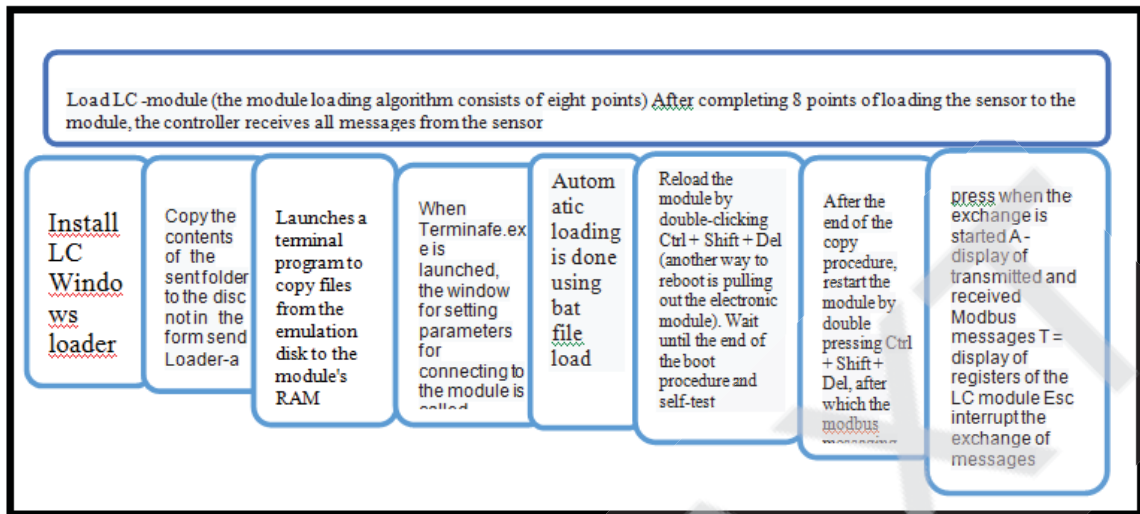 Load LC -module (the module loading algorithm consists of eight points) After completing 8 points of loading the sensor to the
module, the controller receives all messages from the sensor
Install
LC
Windo
ws
loader
Copy the
contents
of the
sent folder
to the disc
not in the
form send
Loader-a
Launches a
terminal
program to
copy files
from the
emulation
disk to the
module's
RAM
When
Terminafe.ex
e is
launched,
the window
for setting
parameters
for
connecting to
the module is
called
Autom
atic
loading
is done
using
bat
file
load
Reload the
module by
double-clicking
Ctrl + Shift + Del
(another way to
reboot is pulling
out the electronic
module). Wait
until the end of
the boot
procedure and
self-test
After the
end of the
copy
procedure,
restart the
module by
double
pressing Ctrl
+ Shift +
Del, after
which the
modbus
messaging
press when the
exchange is
started A -
display of
transmitted and
received
Modbus
messages T =
display of
registers of the
LC module Esc
interrupt the
exchange of
messages